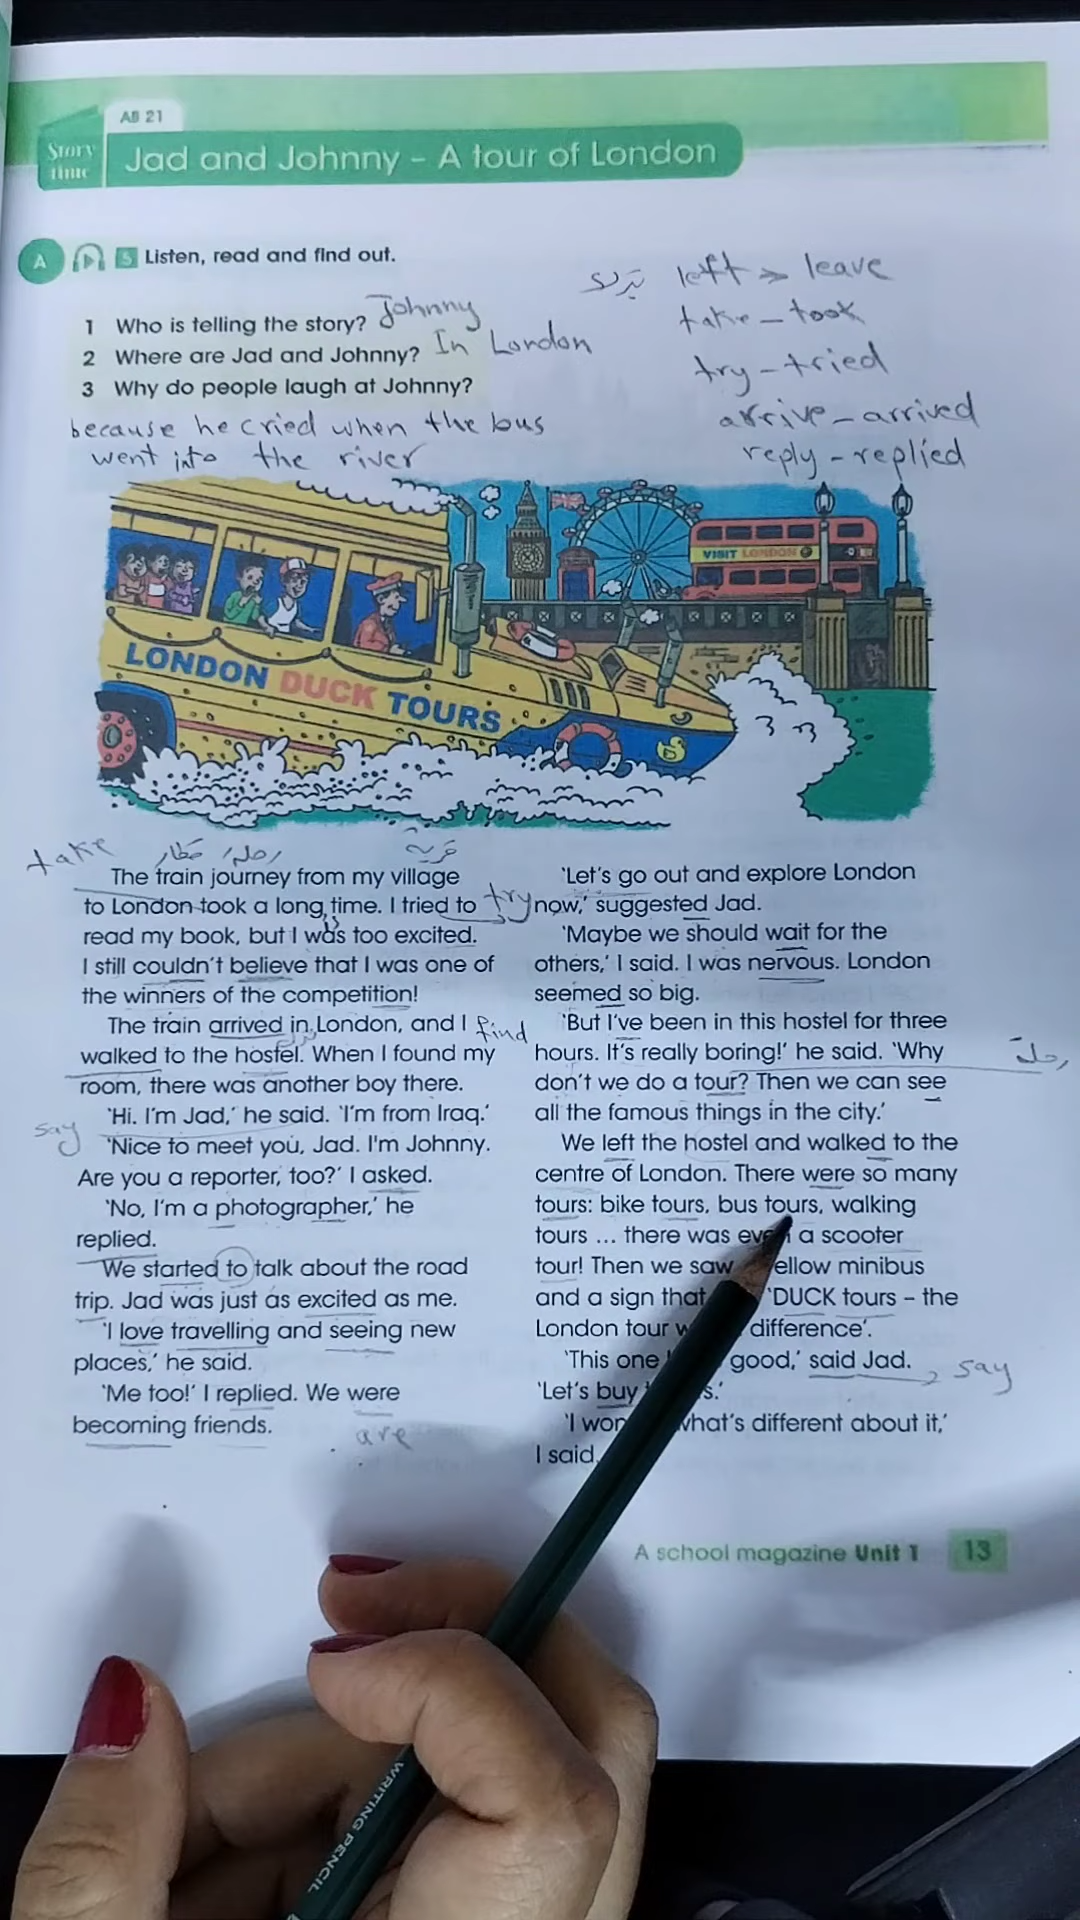 AB 21
Story time
Jad and Johnny – A tour of London
A 5 Listen, read and find out.
1 Who is telling the story? Johnny
2 Where are Jad and Johnny? In London
3 Why do people laugh at Johnny?
because he cried when the bus
went into the river
left → leave
take – took
try – tried
arrive – arrived
reply – replied
VISIT LONDON
LONDON DUCK TOURS
take
قرية
The train journey from my village
to London took a long time. I tried to try
read my book, but I was too excited.
I still couldn't believe that I was one of
the winners of the competition!
The train arrived in London, and I find
walked to the hostel. When I found my
room, there was another boy there.
'Hi. I'm Jad,' he said. 'I'm from Iraq.'
say
'Nice to meet you, Jad. I'm Johnny.
Are you a reporter, too?' I asked.
'No, I'm a photographer,' he
replied.
We started to talk about the road
trip. Jad was just as excited as me.
'I love travelling and seeing new
places,' he said.
'Me too!' I replied. We were
becoming friends.
are
'Let's go out and explore London
now,' suggested Jad.
'Maybe we should wait for the
others,' I said. I was nervous. London
seemed so big.
'But I've been in this hostel for three
hours. It's really boring!' he said. 'Why
don't we do a tour? Then we can see
all the famous things in the city.'
We left the hostel and walked to the
centre of London. There were so many
tours: bike tours, bus tours, walking
tours ... there was even a scooter
tour! Then we saw ellow minibus
and a sign that 'DUCK tours – the
London tour difference'.
'This one good,' said Jad. say
'Let's buy
what's different about it,'
I said.
A school magazine Unit 1 13
WRITING PENCIL